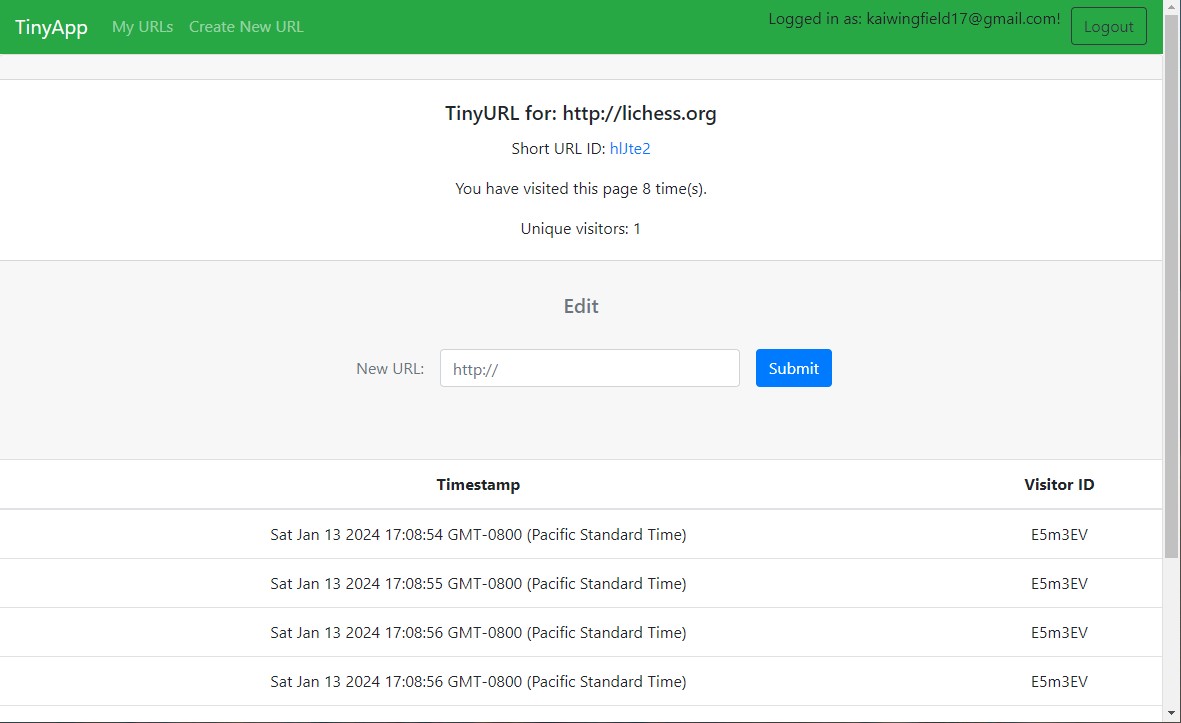 TinyApp My URLs Create New URL Logged in as: kaiwingfield17@gmail.com! Logout
TinyURL for: http://lichess.org
Short URL ID: hlJte2
You have visited this page 8 time(s).
Unique visitors: 1
Edit
New URL: http:// Submit
Timestamp Visitor ID
Sat Jan 13 2024 17:08:54 GMT-0800 (Pacific Standard Time) E5m3EV
Sat Jan 13 2024 17:08:55 GMT-0800 (Pacific Standard Time) E5m3EV
Sat Jan 13 2024 17:08:56 GMT-0800 (Pacific Standard Time) E5m3EV
Sat Jan 13 2024 17:08:56 GMT-0800 (Pacific Standard Time) E5m3EV